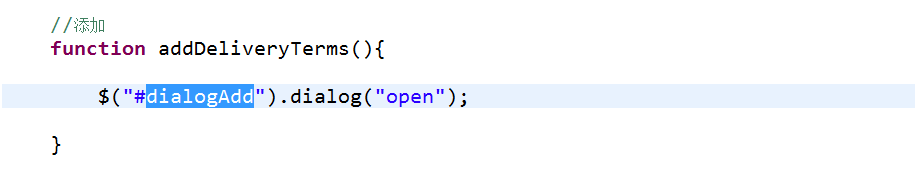 //添加
function addDeliveryTerms(){
$("#dialogAdd").dialog("open");
}